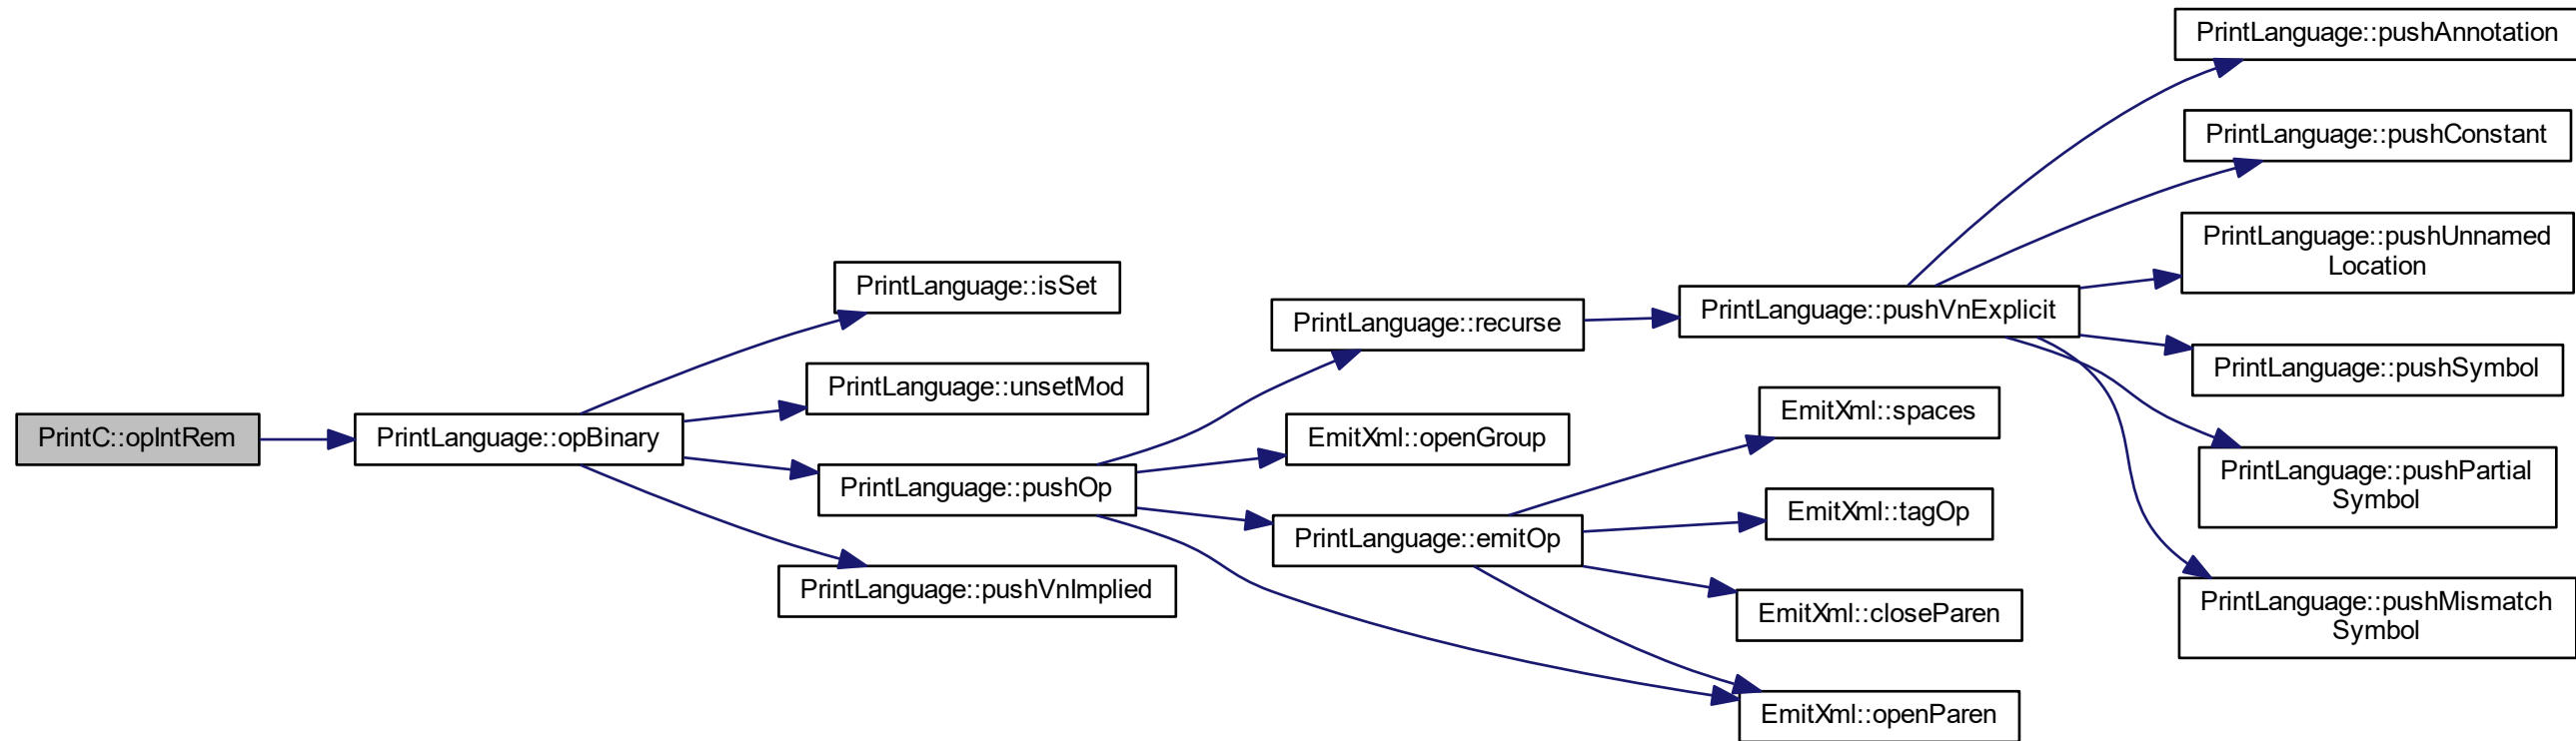 PrintLanguage::pushAnnotation
PrintLanguage::pushConstant
PrintLanguage::pushUnnamed
Location
PrintLanguage::isSet
PrintLanguage::recurse
PrintLanguage::pushVnExplicit
PrintLanguage::pushSymbol
PrintLanguage::unsetMod
EmitXml::spaces
PrintC::opIntRem
PrintLanguage::opBinary
EmitXml::openGroup
PrintLanguage::pushPartial
Symbol
PrintLanguage::pushOp
EmitXml::tagOp
PrintLanguage::emitOp
PrintLanguage::pushVnImplied
EmitXml::closeParen
PrintLanguage::pushMismatch
Symbol
EmitXml::openParen